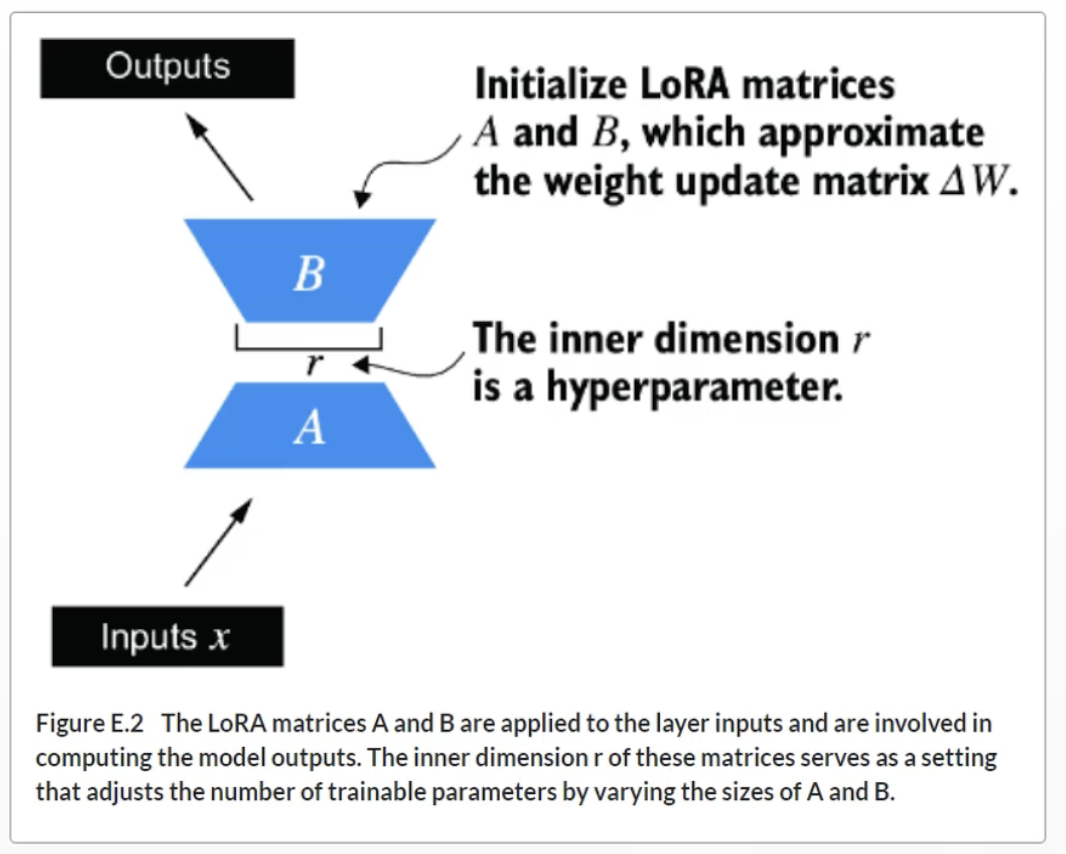 Outputs
Initialize LoRA matrices
A and B, which approximate
the weight update matrix ΔW.
B
The inner dimension r
is a hyperparameter.
r
A
Inputs x
Figure E.2 The LoRA matrices A and B are applied to the layer inputs and are involved in
computing the model outputs. The inner dimension r of these matrices serves as a setting
that adjusts the number of trainable parameters by varying the sizes of A and B.